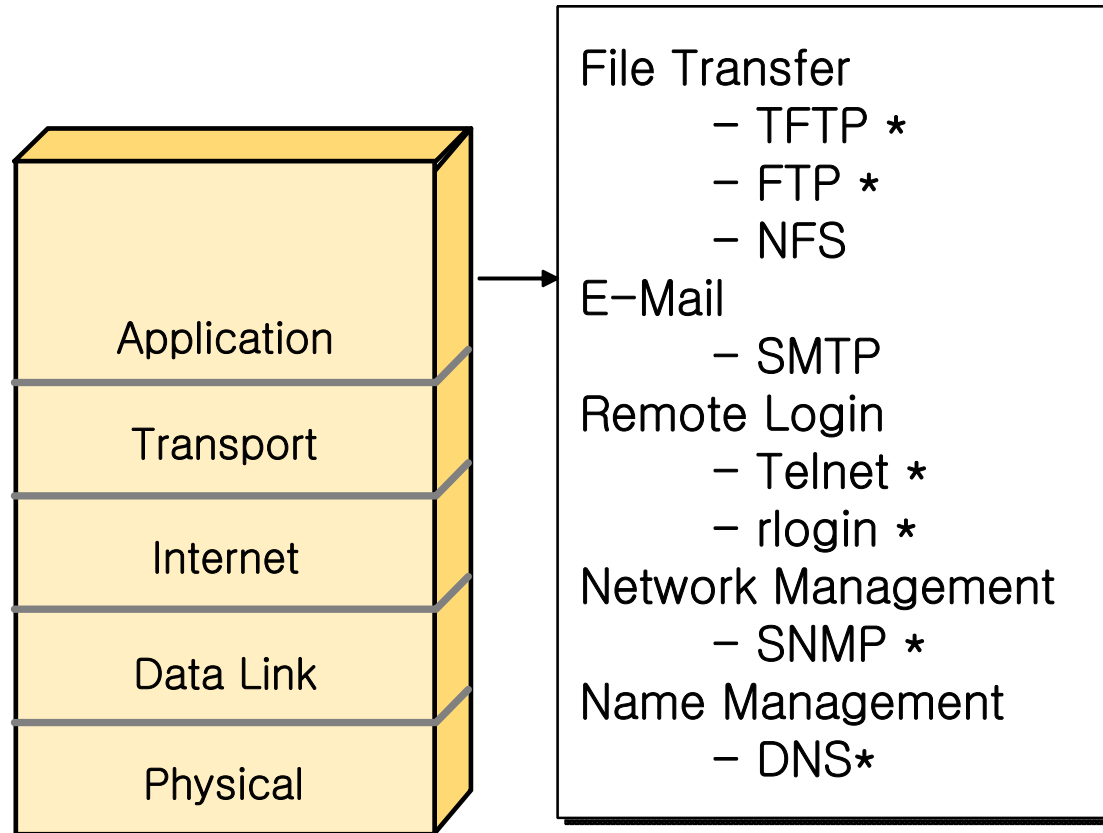 Application
Transport
Internet
Data Link
Physical
File Transfer
– TFTP *
– FTP *
– NFS
E–Mail
– SMTP
Remote Login
– Telnet *
– rlogin *
Network Management
– SNMP *
Name Management
– DNS*